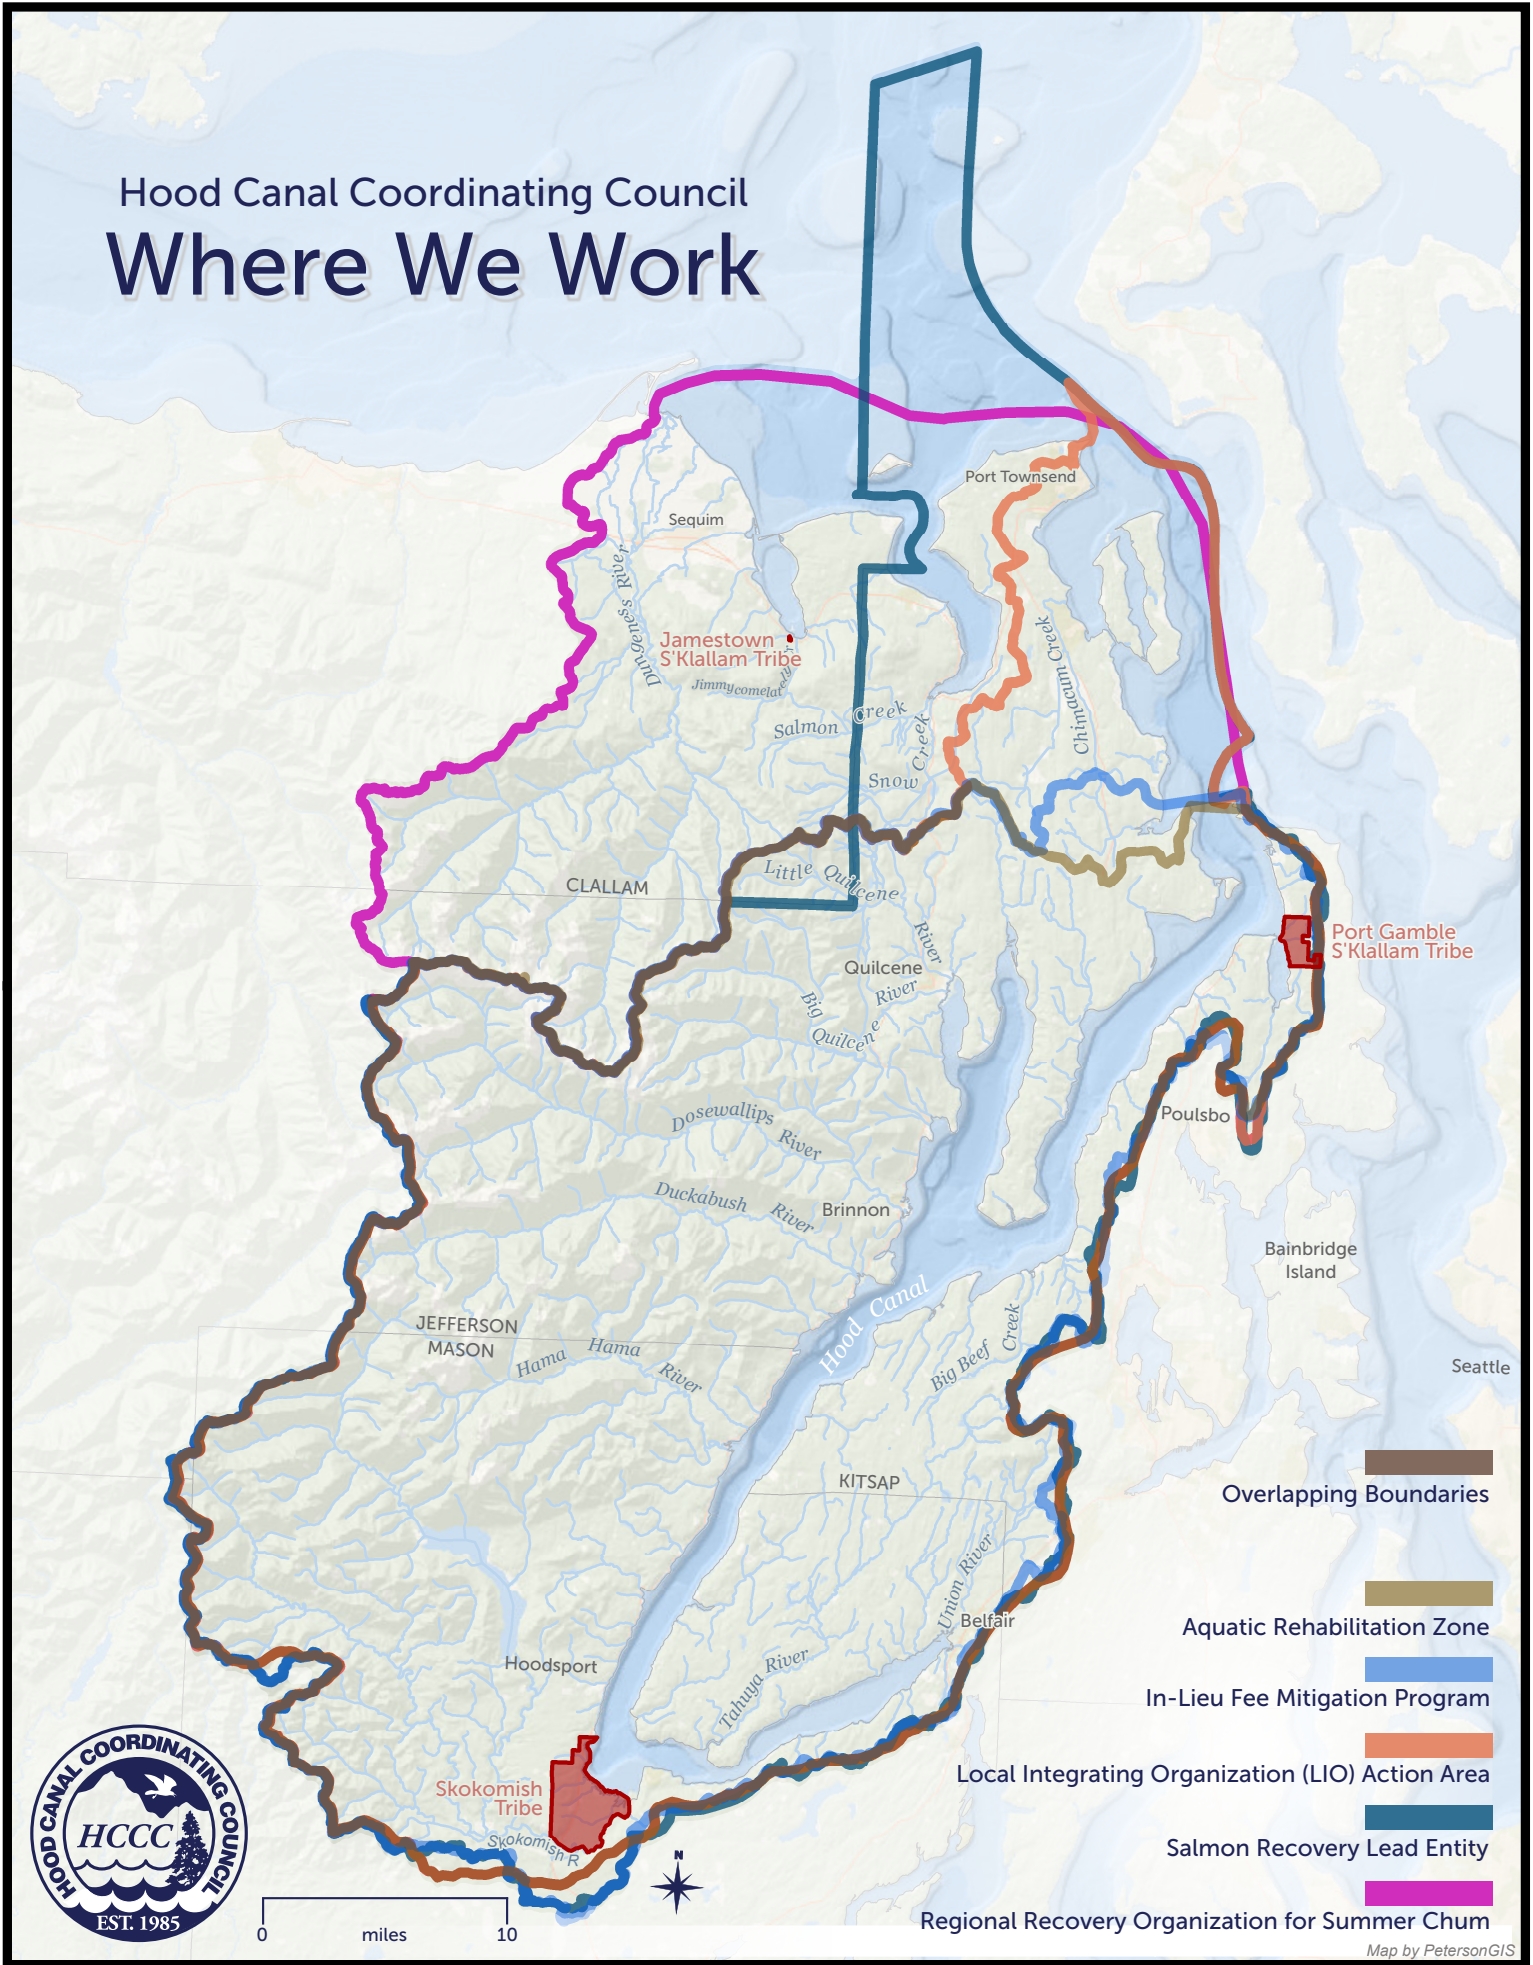 Hood Canal Coordinating Council
Where We Work
Port Townsend
Sequim
Dungeness River
Jamestown
S'Klallam Tribe
Jimmycomelately
Chimacum Creek
Salmon Creek
Snow Creek
CLALLAM
Little Quilcene River
Port Gamble
S'Klallam Tribe
Quilcene
Big Quilcene River
Dosewallips River
Poulsbo
Duckabush River
Brinnon
Bainbridge
Island
Hood Canal
JEFFERSON
MASON
Hama Hama River
Big Beef Creek
Seattle
KITSAP
Overlapping Boundaries
Union River
Belfair
Aquatic Rehabilitation Zone
Hoodsport
Tahuya River
In-Lieu Fee Mitigation Program
Local Integrating Organization (LIO) Action Area
Skokomish
Tribe
Skokomish R
Salmon Recovery Lead Entity
Regional Recovery Organization for Summer Chum
HOOD CANAL COORDINATING COUNCIL
HCCC
EST. 1985
N
0 miles 10
Map by PetersonGIS